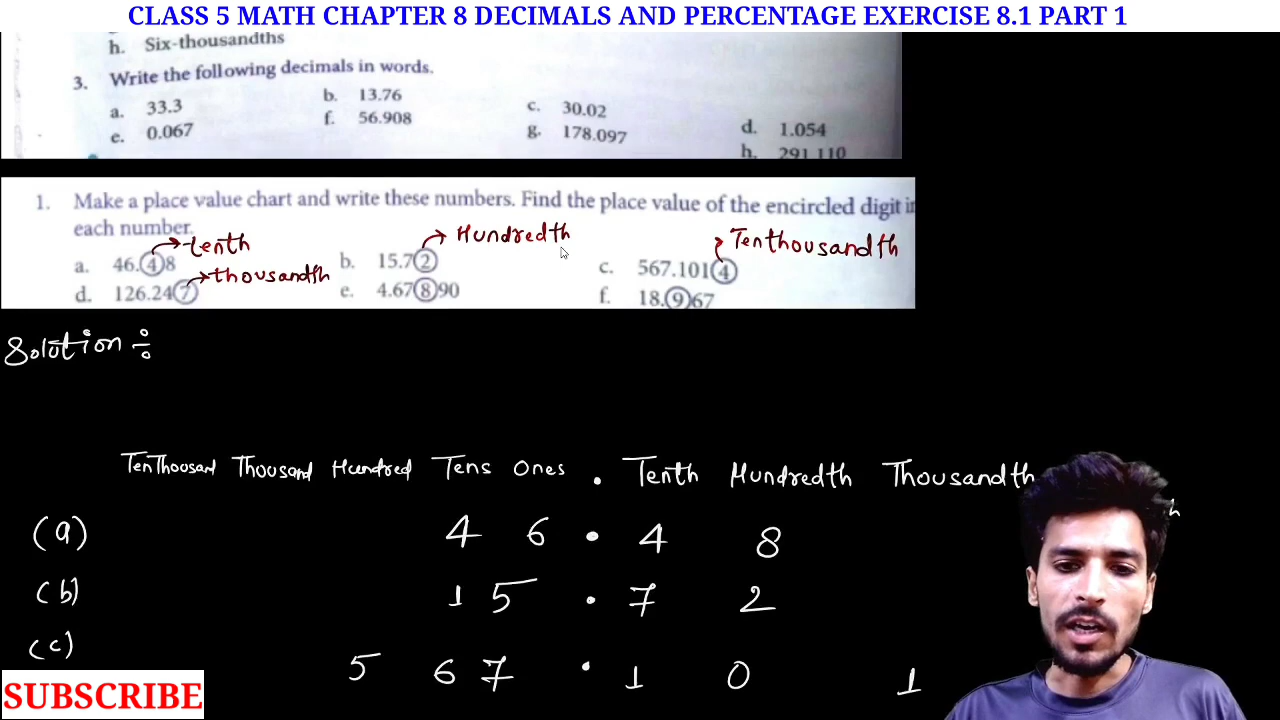 CLASS 5 MATH CHAPTER 8 DECIMALS AND PERCENTAGE EXERCISE 8.1 PART 1
h. Six-thousandths
3. Write the following decimals in words.
a. 33.3 b. 13.76 c. 30.02 d. 1.054
e. 0.067 f. 56.908 g. 178.097 h. 291.110
1. Make a place value chart and write these numbers. Find the place value of the encircled digit in
each number.
tenth Hundredth Tenthousandth
a. 46.48 b. 15.72 c. 567.1014
thousandth
d. 126.247 e. 4.67890 f. 18.967
Solution ÷
TenThousand Thousand Hundred Tens Ones . Tenth Hundredth Thousandth
(a) 4 6 . 4 8
(b) 1 5 . 7 2
(c) 5 6 7 . 1 0 1
SUBSCRIBE